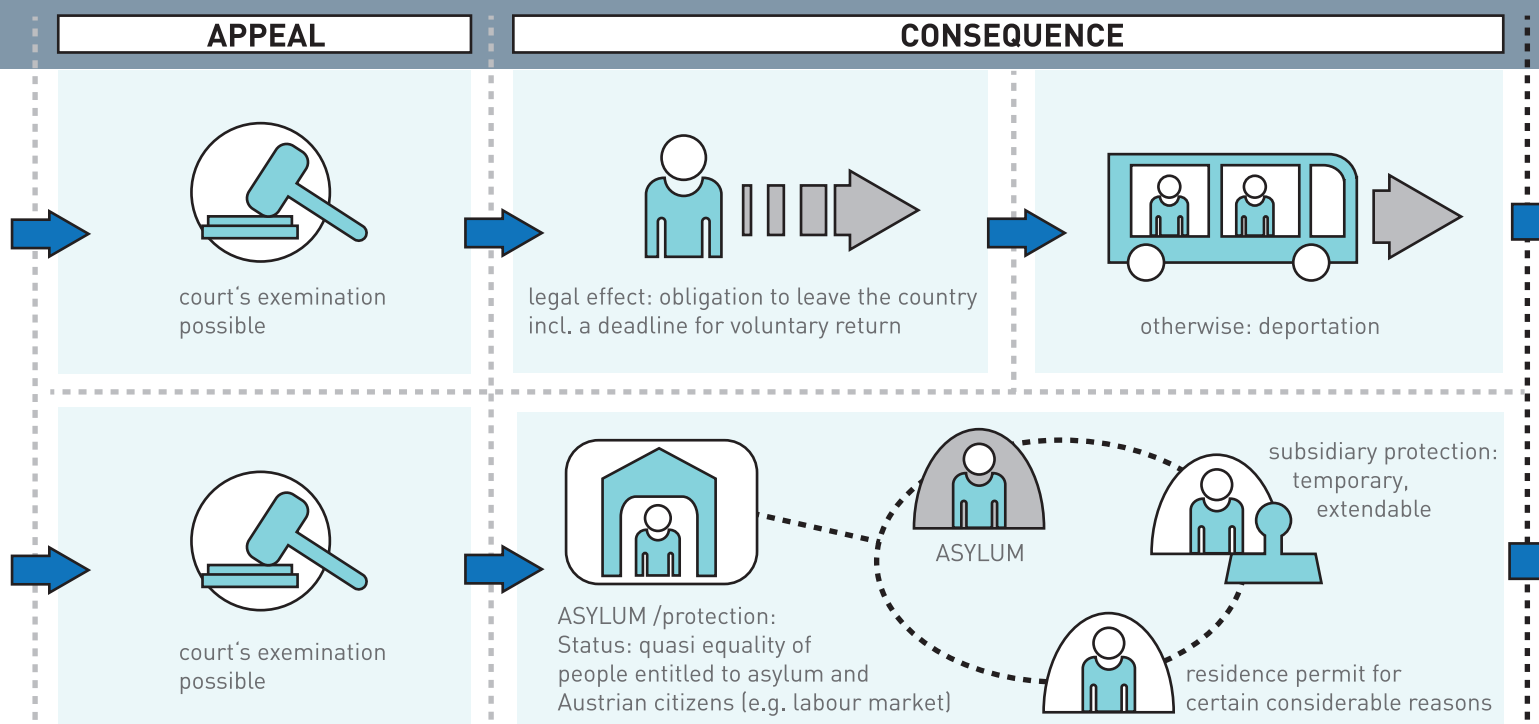 APPEAL
CONSEQUENCE
court's exemination
possible
legal effect: obligation to leave the country
incl. a deadline for voluntary return
otherwise: deportation
court's exemination
possible
ASYLUM /protection:
Status: quasi equality of
people entitled to asylum and
Austrian citizens (e.g. labour market)
ASYLUM
subsidiary protection:
temporary,
extendable
residence permit for
certain considerable reasons